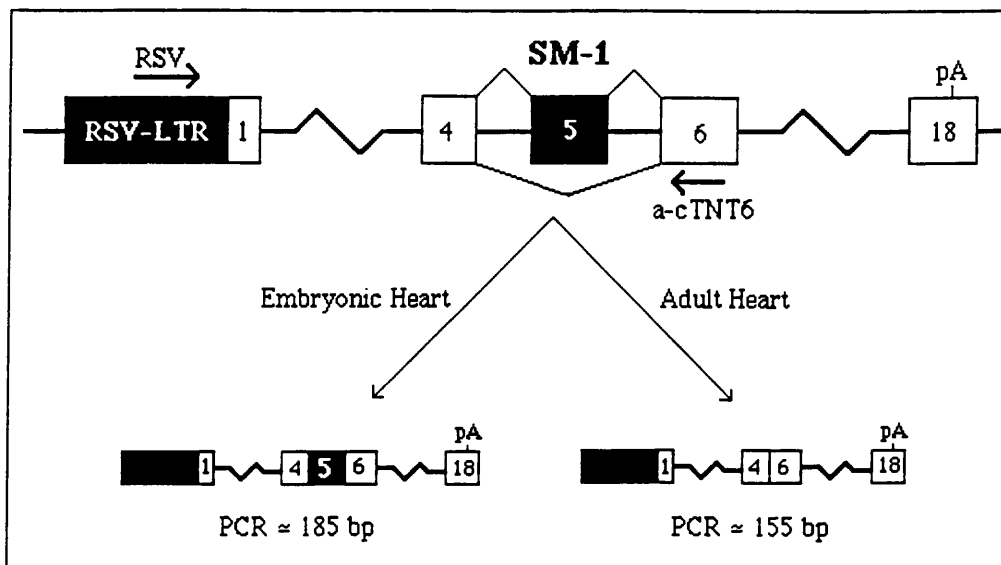 RSV
SM-1
pA
RSV-LTR 1 4 5 6 18
a-cTNT6
Embryonic Heart Adult Heart
pA pA
1 4 5 6 18 1 4 6 18
PCR ≃ 185 bp PCR ≃ 155 bp